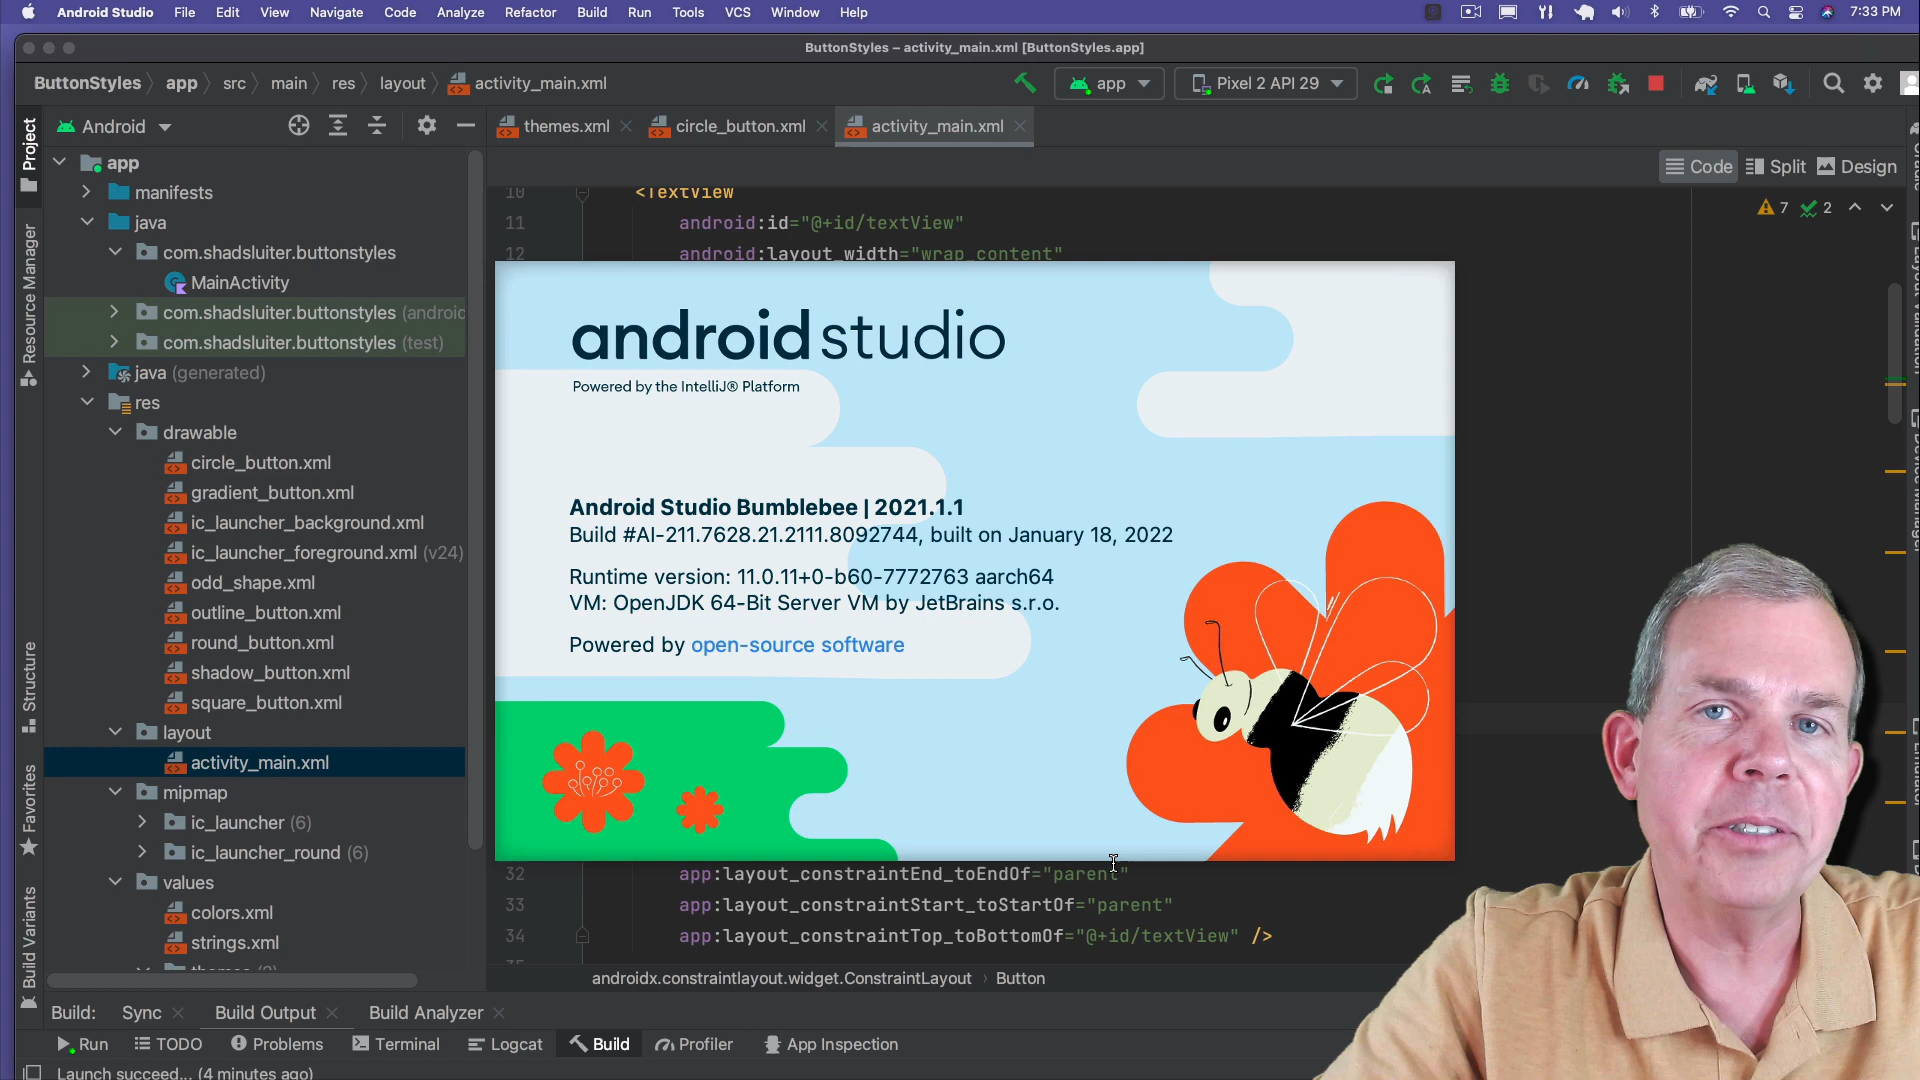 Android Studio File Edit View Navigate Code Analyze Refactor Build Run Tools VCS Window Help 7:33 PM
ButtonStyles – activity_main.xml [ButtonStyles.app]
ButtonStyles app src main res layout activity_main.xml app Pixel 2 API 29
Project
Android
themes.xml circle_button.xml activity_main.xml
Code Split Design
app
manifests
java
com.shadsluiter.buttonstyles
MainActivity
com.shadsluiter.buttonstyles (androic
com.shadsluiter.buttonstyles (test)
java (generated)
res
drawable
circle_button.xml
gradient_button.xml
ic_launcher_background.xml
ic_launcher_foreground.xml (v24)
odd_shape.xml
outline_button.xml
round_button.xml
shadow_button.xml
square_button.xml
layout
activity_main.xml
mipmap
ic_launcher (6)
ic_launcher_round (6)
values
colors.xml
strings.xml
Resource Manager
Structure
Favorites
Build Variants
7 2
10 <TextView
11 android:id="@+id/textView"
12 android:layout_width="wrap_content"
androidstudio
Powered by the IntelliJ® Platform
Android Studio Bumblebee | 2021.1.1
Build #AI-211.7628.21.2111.8092744, built on January 18, 2022
Runtime version: 11.0.11+0-b60-7772763 aarch64
VM: OpenJDK 64-Bit Server VM by JetBrains s.r.o.
Powered by open-source software
32 app:layout_constraintEnd_toEndOf="parent"
33 app:layout_constraintStart_toStartOf="parent"
34 app:layout_constraintTop_toBottomOf="@+id/textView" />
androidx.constraintlayout.widget.ConstraintLayout › Button
Build: Sync Build Output Build Analyzer
Run TODO Problems Terminal Logcat Build Profiler App Inspection
Launch succeed... (4 minutes ago)